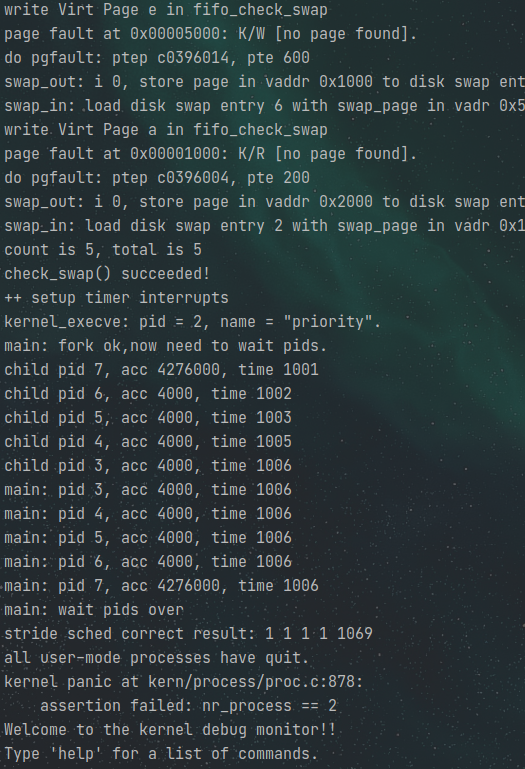 write Virt Page e in fifo_check_swap
page fault at 0x00005000: K/W [no page found].
do pgfault: ptep c0396014, pte 600
swap_out: i 0, store page in vaddr 0x1000 to disk swap ent
swap_in: load disk swap entry 6 with swap_page in vadr 0x5
write Virt Page a in fifo_check_swap
page fault at 0x00001000: K/R [no page found].
do pgfault: ptep c0396004, pte 200
swap_out: i 0, store page in vaddr 0x2000 to disk swap ent
swap_in: load disk swap entry 2 with swap_page in vadr 0x1
count is 5, total is 5
check_swap() succeeded!
++ setup timer interrupts
kernel_execve: pid = 2, name = "priority".
main: fork ok,now need to wait pids.
child pid 7, acc 4276000, time 1001
child pid 6, acc 4000, time 1002
child pid 5, acc 4000, time 1003
child pid 4, acc 4000, time 1005
child pid 3, acc 4000, time 1006
main: pid 3, acc 4000, time 1006
main: pid 4, acc 4000, time 1006
main: pid 5, acc 4000, time 1006
main: pid 6, acc 4000, time 1006
main: pid 7, acc 4276000, time 1006
main: wait pids over
stride sched correct result: 1 1 1 1 1069
all user-mode processes have quit.
kernel panic at kern/process/proc.c:878:
    assertion failed: nr_process == 2
Welcome to the kernel debug monitor!!
Type 'help' for a list of commands.